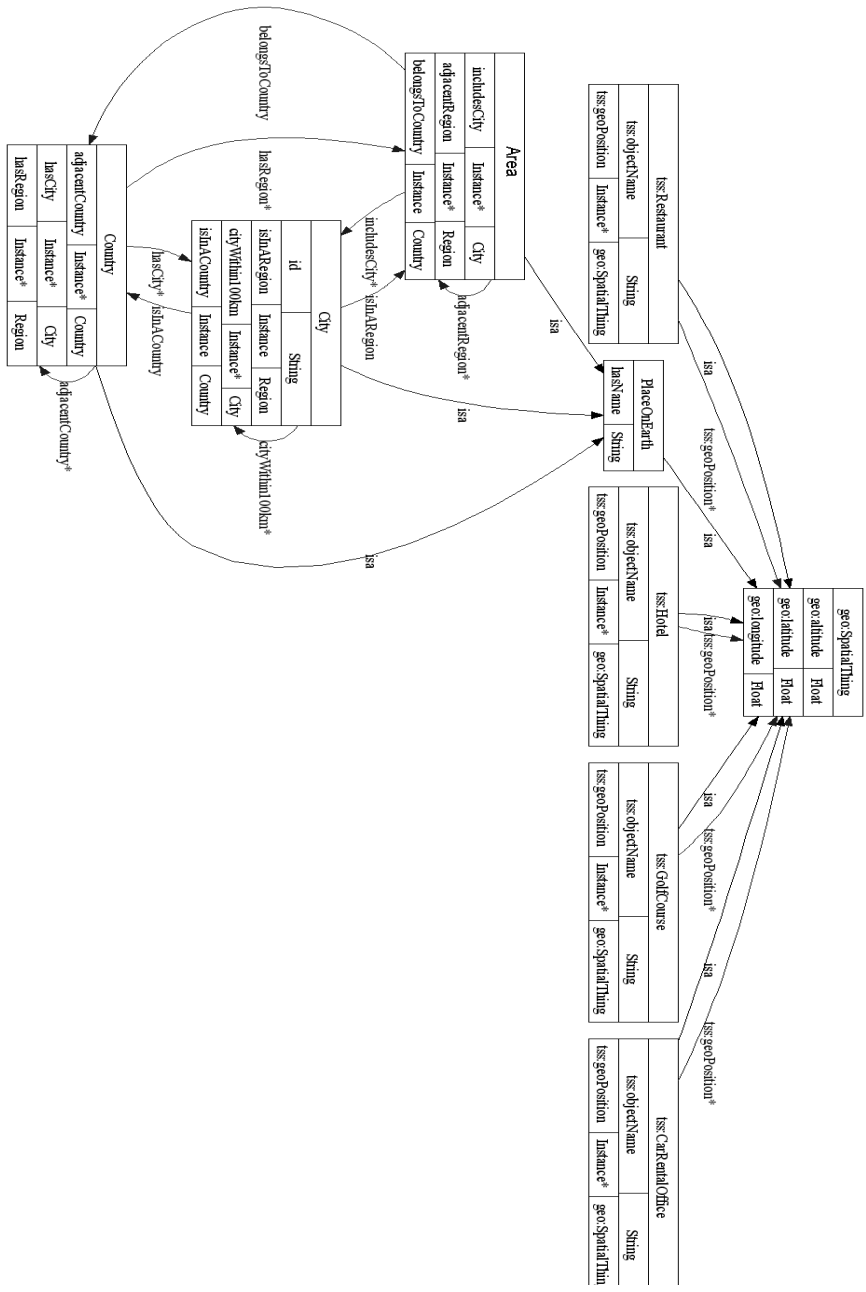 geo:SpatialThing
geo:altitude Float
geo:latitude Float
geo:longitude Float
isa
tss:geoPosition*
isa
isa tss:geoPosition*
isa
tss:geoPosition*
isa
tss:geoPosition*
tss:Restaurant
tss:objectName String
tss:geoPosition Instance* geo:SpatialThing
PlaceOnEarth
hasName String
tss:Hotel
tss:objectName String
tss:geoPosition Instance* geo:SpatialThing
tss:GolfCourse
tss:objectName String
tss:geoPosition Instance* geo:SpatialThing
tss:CarRentalOffice
tss:objectName String
tss:geoPosition Instance* geo:SpatialThin
isa
isa
isa
Area
includesCity Instance* City
adjacentRegion Instance* Region
belongsToCountry Instance Country
adjacentRegion*
includesCity* isInARegion
City
id String
isInARegion Instance Region
cityWithin100km Instance* City
isInACountry Instance Country
cityWithin100km*
belongsToCountry
hasRegion*
hasCity* isInACountry
Country
adjacentCountry Instance* Country
hasCity Instance* City
hasRegion Instance* Region
adjacentCountry*